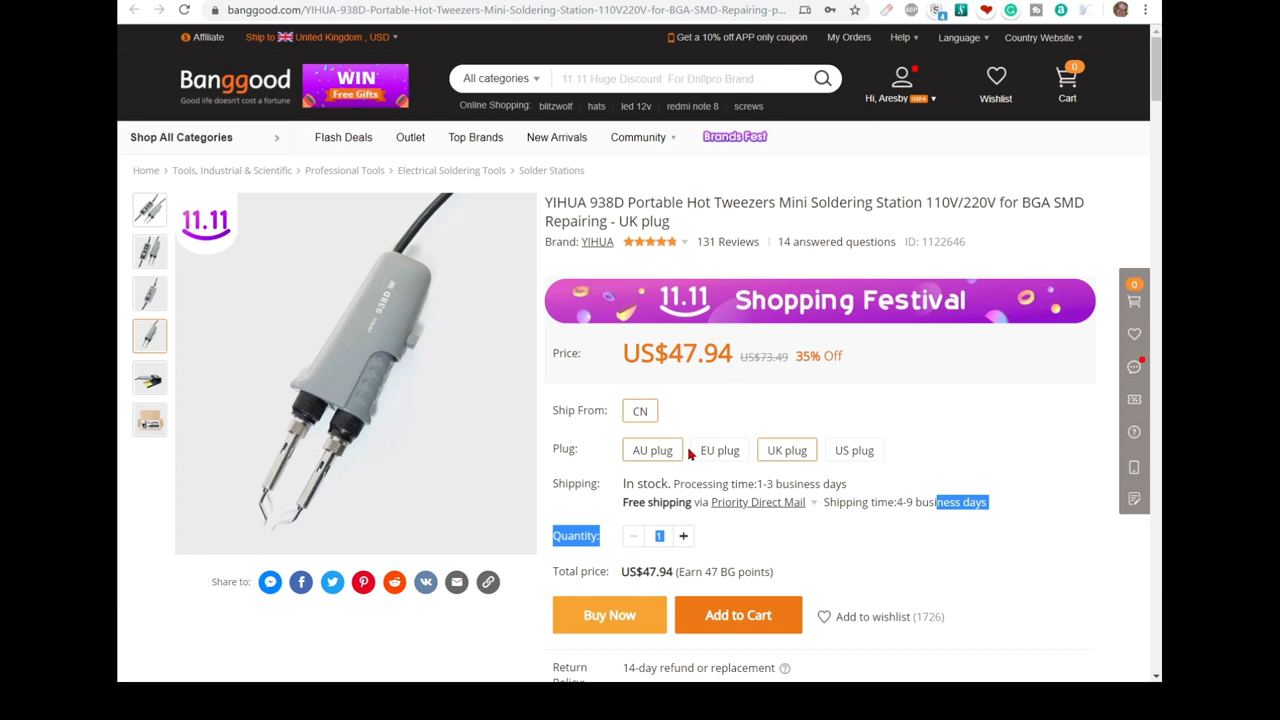 banggood.com/YIHUA-938D-Portable-Hot-Tweezers-Mini-Soldering-Station-110V220V-for-BGA-SMD-Repairing-p...
Affiliate Ship to United Kingdom , USD Get a 10% off APP only coupon My Orders Help Language Country Website
Banggood
Good life doesn't cost a fortune
WIN
Free Gifts
All categories 11.11 Huge Discount For Drillpro Brand
Online Shopping: blitzwolf hats led 12v redmi note 8 screws
Hi, Aresby
Wishlist
0
Cart
Shop All Categories Flash Deals Outlet Top Brands New Arrivals Community Brands Fest
Home > Tools, Industrial & Scientific > Professional Tools > Electrical Soldering Tools > Solder Stations
11.11
938D
YIHUA 938D Portable Hot Tweezers Mini Soldering Station 110V/220V for BGA SMD
Repairing - UK plug
Brand: YIHUA 131 Reviews 14 answered questions ID: 1122646
11.11 Shopping Festival
Price: US$47.94 US$73.49 35% Off
Ship From: CN
Plug: AU plug EU plug UK plug US plug
Shipping: In stock. Processing time:1-3 business days
Free shipping via Priority Direct Mail Shipping time:4-9 business days
Quantity: 1
Total price: US$47.94 (Earn 47 BG points)
Buy Now Add to Cart Add to wishlist (1726)
Return 14-day refund or replacement
Share to:
0